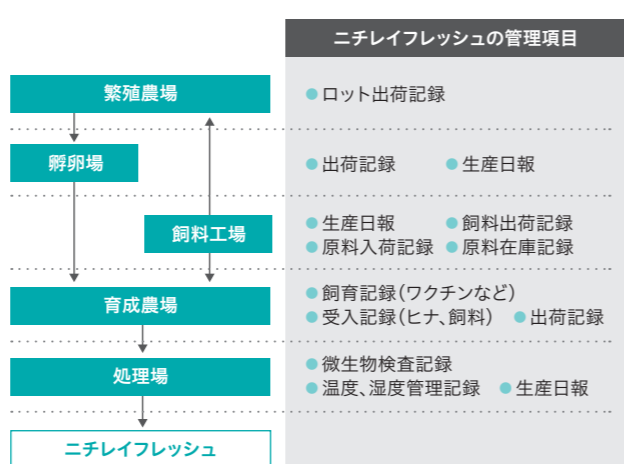 ニチレイフレッシュの管理項目
繁殖農場
●ロット出荷記録
孵卵場
●出荷記録 ●生産日報
飼料工場
●生産日報 ●飼料出荷記録
●原料入荷記録 ●原料在庫記録
育成農場
●飼育記録(ワクチンなど)
●受入記録(ヒナ、飼料) ●出荷記録
処理場
●微生物検査記録
●温度、湿度管理記録 ●生産日報
ニチレイフレッシュ